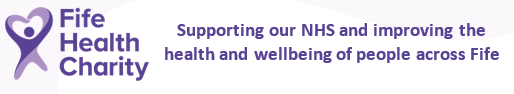 Fife
Health
Charity
Supporting our NHS and improving the
health and wellbeing of people across Fife